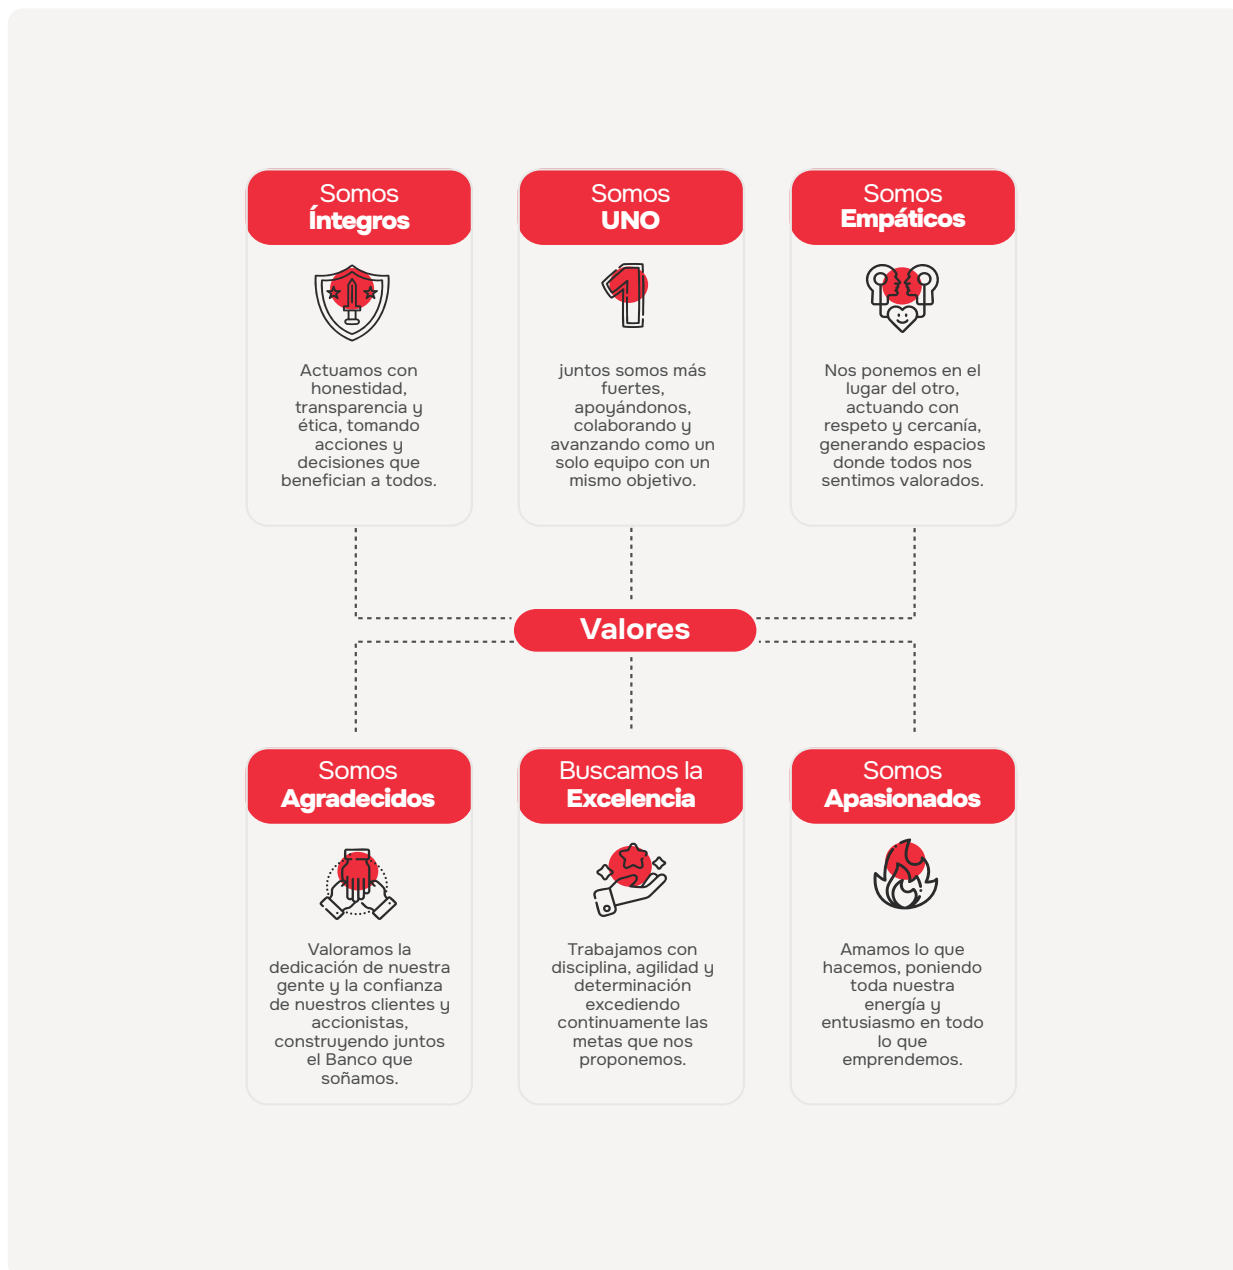 Somos
Íntegros
Actuamos con
honestidad,
transparencia y
ética, tomando
acciones y
decisiones que
benefician a todos.
Somos
UNO
juntos somos más
fuertes,
apoyándonos,
colaborando y
avanzando como un
solo equipo con un
mismo objetivo.
Somos
Empáticos
Nos ponemos en el
lugar del otro,
actuando con
respeto y cercanía,
generando espacios
donde todos nos
sentimos valorados.
Valores
Somos
Agradecidos
Valoramos la
dedicación de nuestra
gente y la confianza
de nuestros clientes y
accionistas,
construyendo juntos
el Banco que
soñamos.
Buscamos la
Excelencia
Trabajamos con
disciplina, agilidad y
determinación
excediendo
continuamente las
metas que nos
proponemos.
Somos
Apasionados
Amamos lo que
hacemos, poniendo
toda nuestra
energía y
entusiasmo en todo
lo que
emprendemos.